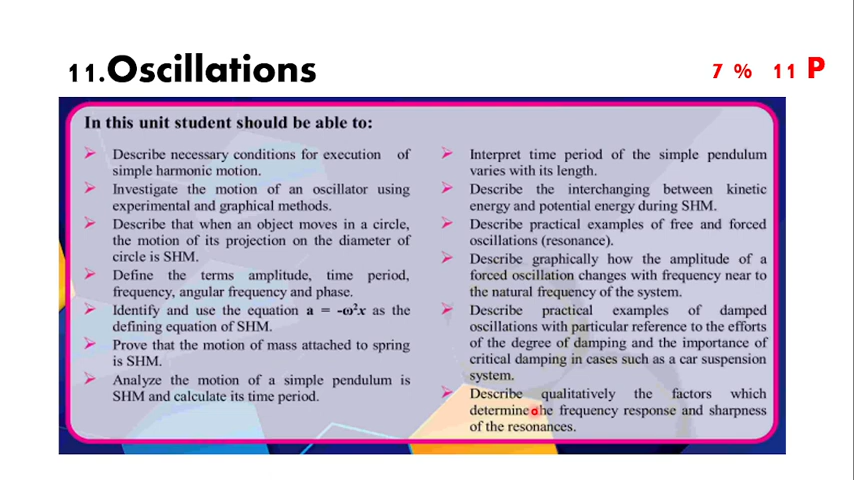 11.Oscillations
7 % 11 P
In this unit student should be able to:
Describe necessary conditions for execution of
simple harmonic motion.
Investigate the motion of an oscillator using
experimental and graphical methods.
Describe that when an object moves in a circle,
the motion of its projection on the diameter of
circle is SHM.
Define the terms amplitude, time period,
frequency, angular frequency and phase.
Identify and use the equation a = -ω²x as the
defining equation of SHM.
Prove that the motion of mass attached to spring
is SHM.
Analyze the motion of a simple pendulum is
SHM and calculate its time period.
Interpret time period of the simple pendulum
varies with its length.
Describe the interchanging between kinetic
energy and potential energy during SHM.
Describe practical examples of free and forced
oscillations (resonance).
Describe graphically how the amplitude of a
forced oscillation changes with frequency near to
the natural frequency of the system.
Describe practical examples of damped
oscillations with particular reference to the efforts
of the degree of damping and the importance of
critical damping in cases such as a car suspension
system.
Describe qualitatively the factors which
determine the frequency response and sharpness
of the resonances.